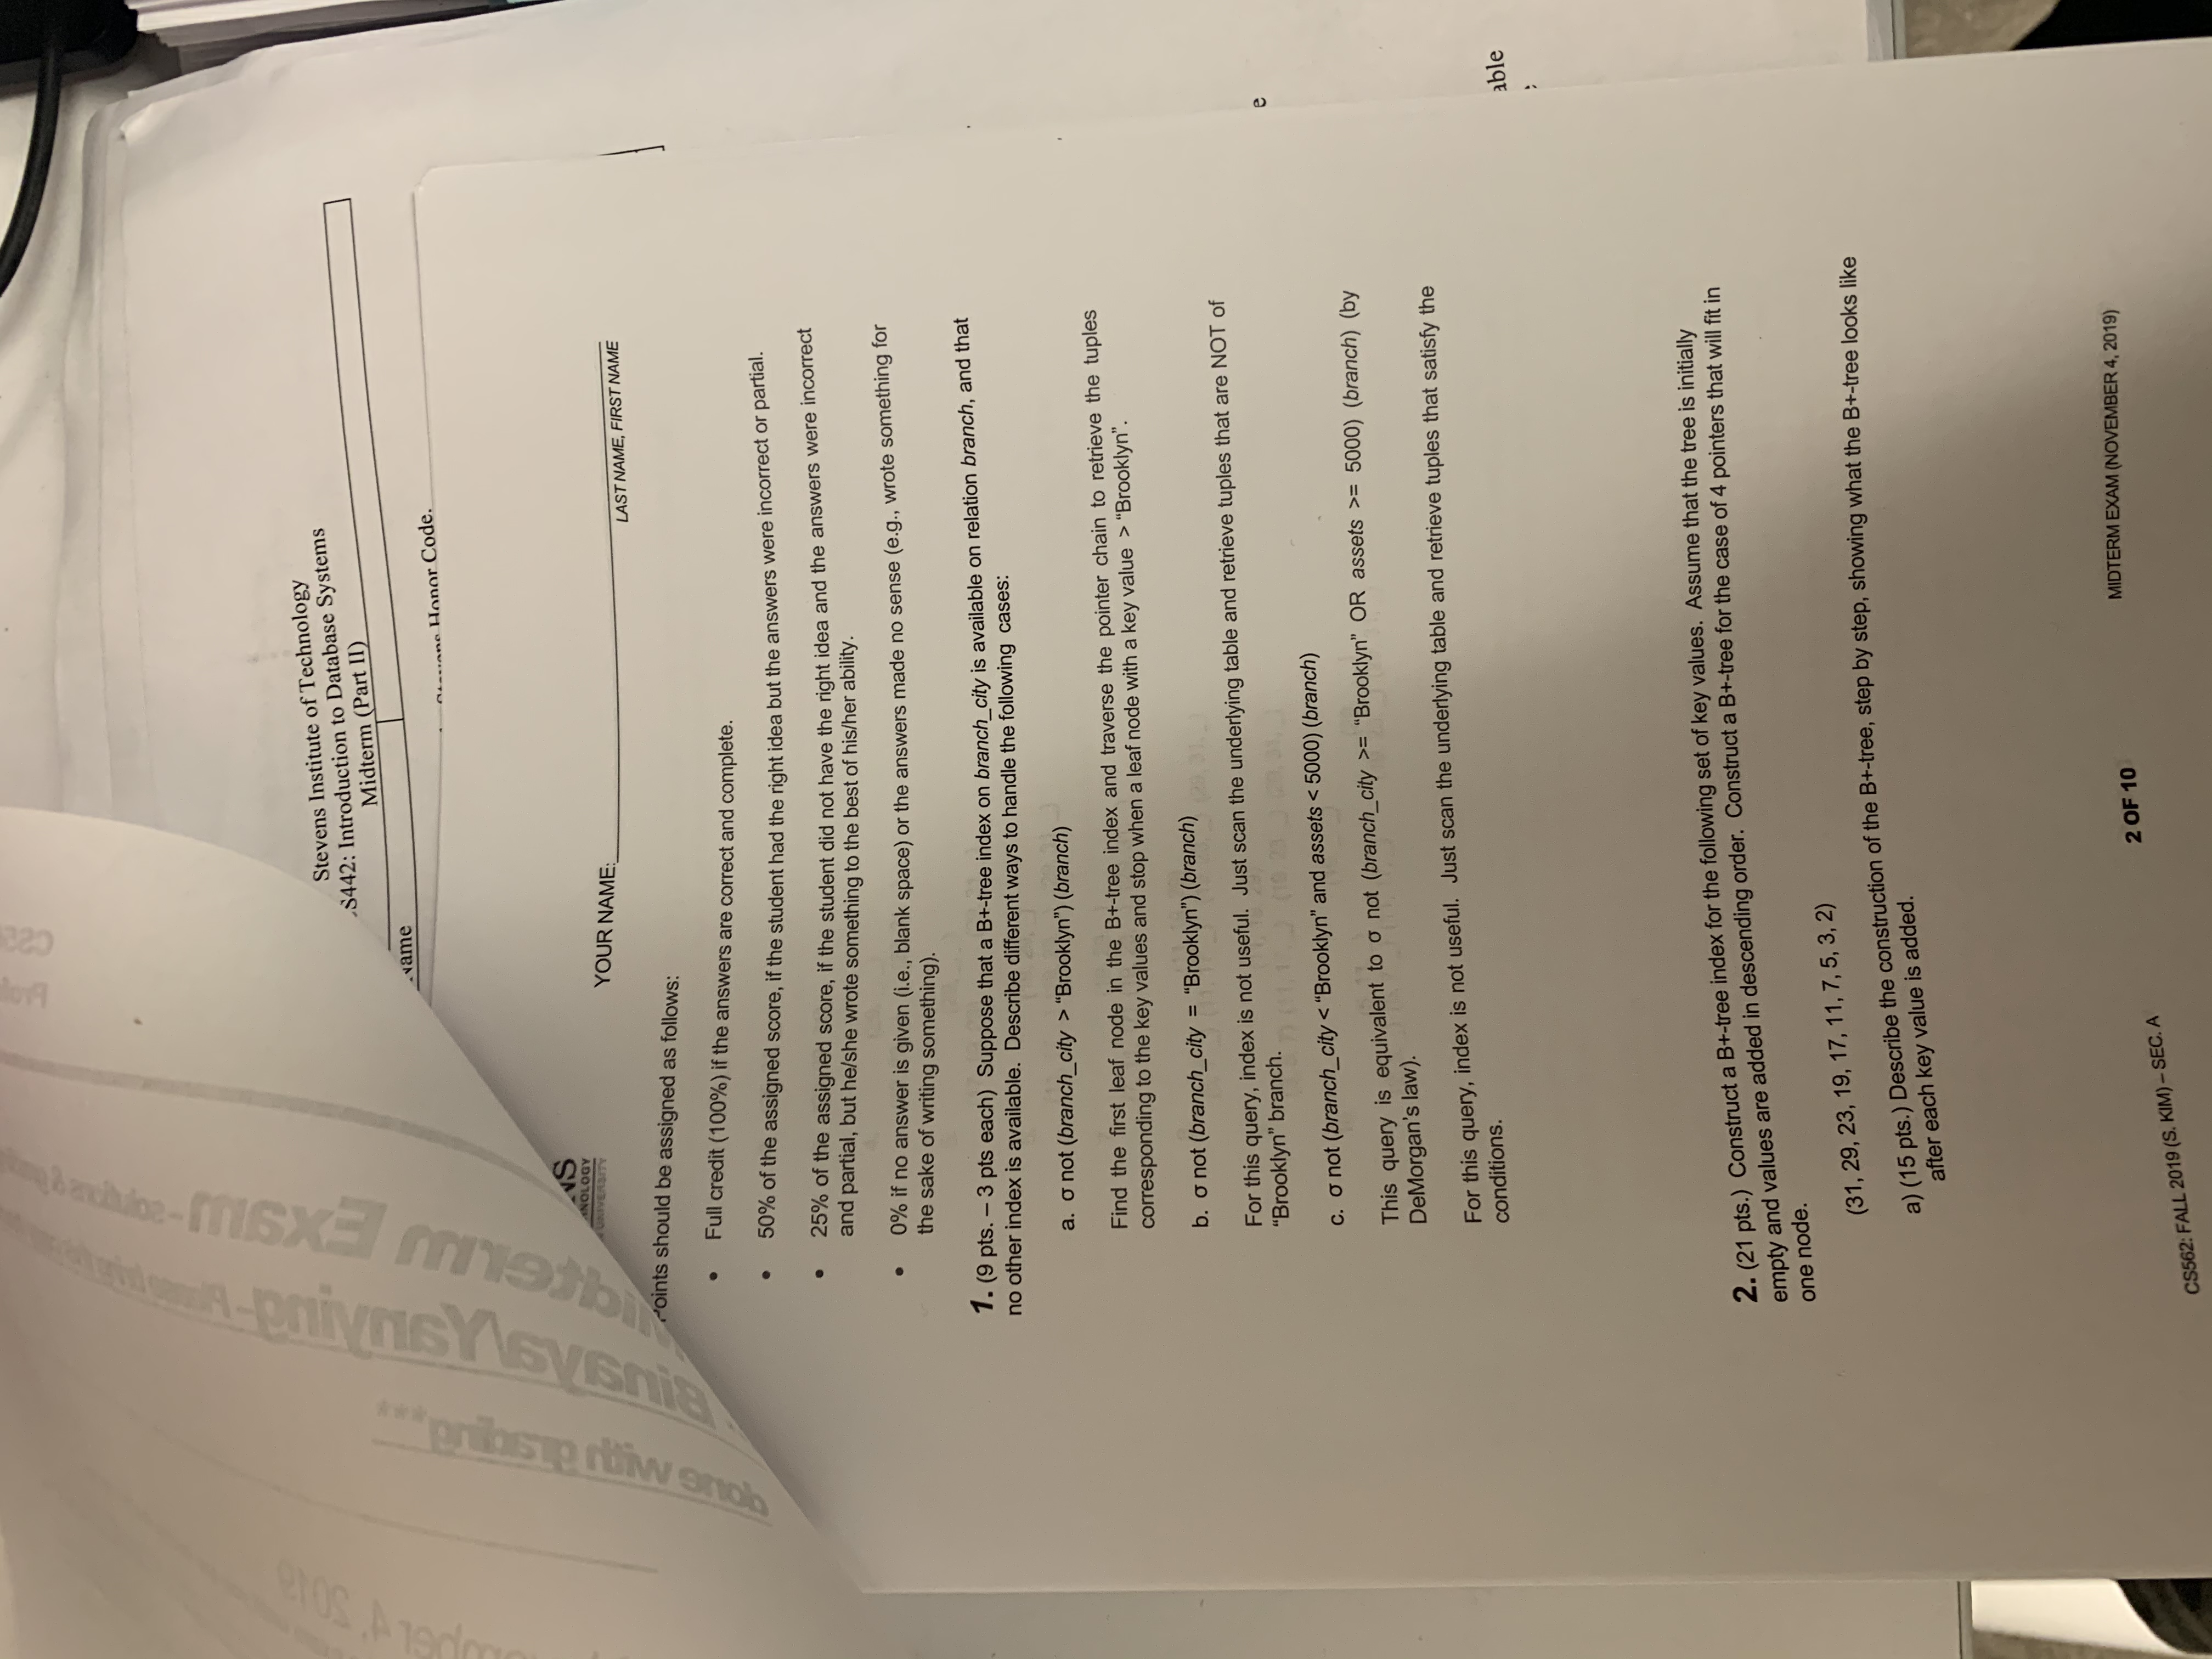 Stevens Institute of Technology
S442: Introduction to Database Systems
Midterm (Part II)
Name
Honor Code.
NS
NOLOGY
UNIVERSITY
YOUR NAME:
LAST NAME, FIRST NAME
Points should be assigned as follows:
• Full credit (100%) if the answers are correct and complete.
• 50% of the assigned score, if the student had the right idea but the answers were incorrect or partial.
• 25% of the assigned score, if the student did not have the right idea and the answers were incorrect
and partial, but he/she wrote something to the best of his/her ability.
• 0% if no answer is given (i.e., blank space) or the answers made no sense (e.g., wrote something for
the sake of writing something).
1. (9 pts. – 3 pts each) Suppose that a B+-tree index on branch_city is available on relation branch, and that
no other index is available. Describe different ways to handle the following cases:
a. σ not (branch_city > “Brooklyn”) (branch)
Find the first leaf node in the B+-tree index and traverse the pointer chain to retrieve the tuples
corresponding to the key values and stop when a leaf node with a key value > “Brooklyn”.
b. σ not (branch_city = “Brooklyn”) (branch)
For this query, index is not useful. Just scan the underlying table and retrieve tuples that are NOT of
“Brooklyn” branch.
c. σ not (branch_city < “Brooklyn” and assets < 5000) (branch)
This query is equivalent to σ not (branch_city >= “Brooklyn” OR assets >= 5000) (branch) (by
DeMorgan’s law).
For this query, index is not useful. Just scan the underlying table and retrieve tuples that satisfy the
conditions.
e
able
2. (21 pts.) Construct a B+-tree index for the following set of key values. Assume that the tree is initially
empty and values are added in descending order. Construct a B+-tree for the case of 4 pointers that will fit in
one node.
(31, 29, 23, 19, 17, 11, 7, 5, 3, 2)
a) (15 pts.) Describe the construction of the B+-tree, step by step, showing what the B+-tree looks like
after each key value is added.
CS562: FALL 2019 (S. KIM) – SEC. A
2 OF 10
MIDTERM EXAM (NOVEMBER 4, 2019)